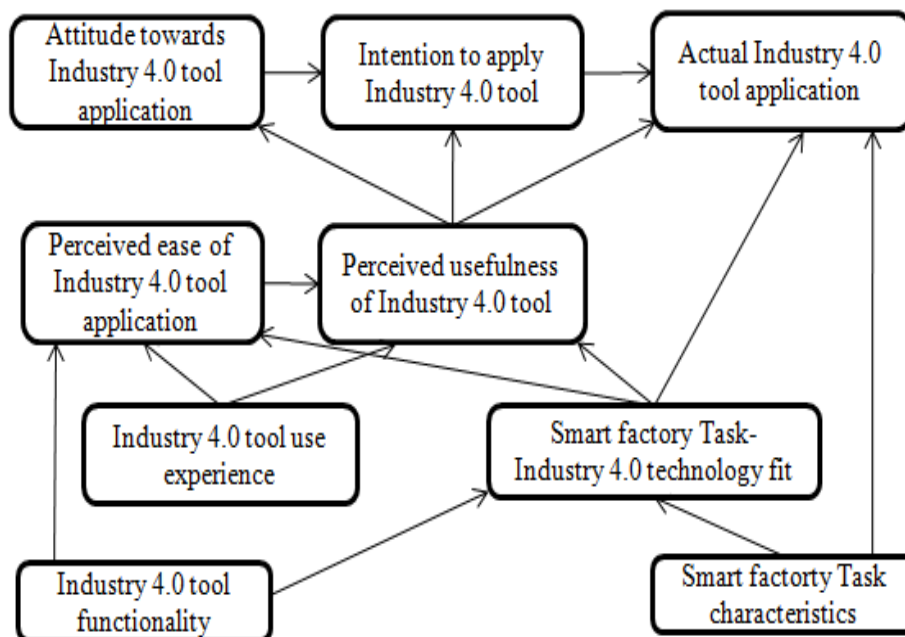 Attitude towards
Industry 4.0 tool
application
Intention to apply
Industry 4.0 tool
Actual Industry 4.0
tool application
Perceived ease of
Industry 4.0 tool
application
Perceived usefulness
of Industry 4.0 tool
Industry 4.0 tool use
experience
Smart factory Task-
Industry 4.0 technology fit
Industry 4.0 tool
functionality
Smart factorty Task
characteristics